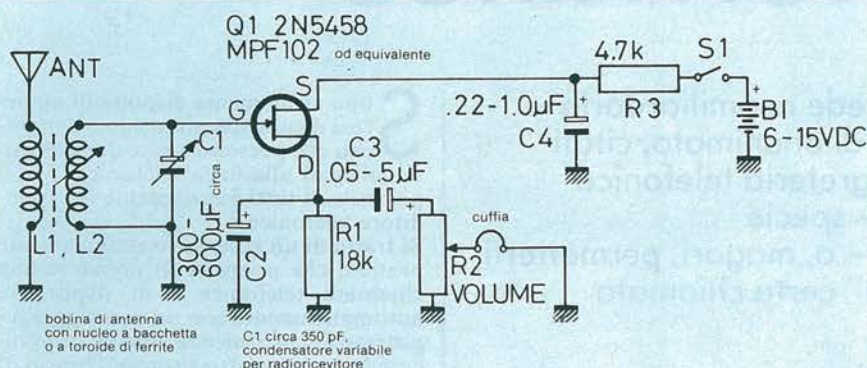 Q1 2N5458
MPF102 od equivalente
ANT
G
S
D
4.7k
S1
R3
.22-1.0µF
+
C4
+
B1
6-15VDC
C1
C3
.05-.5µF
+
300-
600µF circa
+
C2
R1
18k
R2
VOLUME
cuffia
L1, L2
bobina di antenna
con nucleo a bacchetta
o a toroide di ferrite
C1 circa 350 pF,
condensatore variabile
per radioricevitore